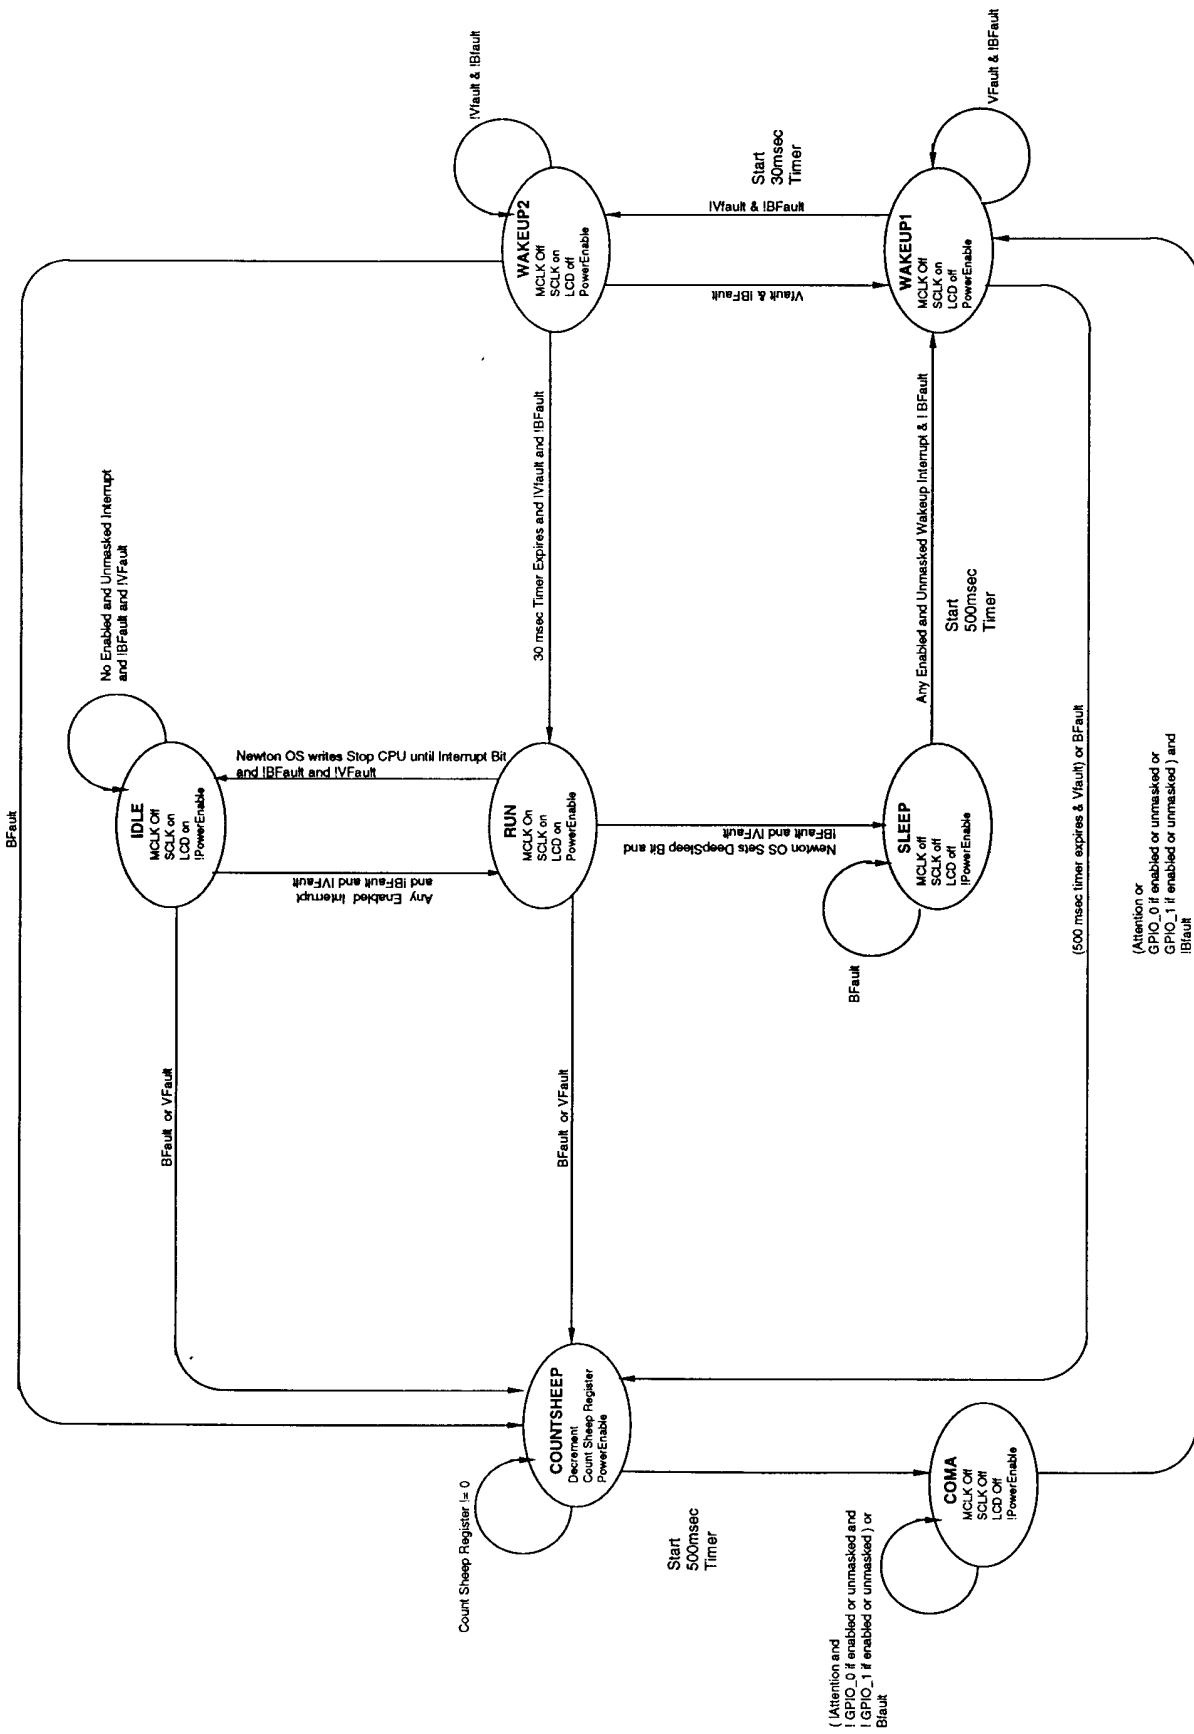 !Vfault & !Bfault
WAKEUP2
MCLK Off
SCLK on
LCD off
PowerEnable
Start
30msec
Timer
!Vfault & !BFault
Vfault & !BFault
VFault & !BFault
WAKEUP1
MCLK Off
SCLK on
LCD off
PowerEnable
BFault
30 msec Timer Expires and !Vfault and !BFault
Any Enabled and Unmasked Wakeup Interrupt & ! BFault
Start
500msec
Timer
No Enabled and Unmasked Interrupt
and !BFault and !VFault
IDLE
MCLK Off
SCLK on
LCD on
!PowerEnable
Newton OS writes Stop CPU until Interrupt Bit
and !BFault and !VFault
Any Enabled Interrupt
and !BFault and !VFault
RUN
MCLK On
SCLK on
LCD on
PowerEnable
Newton OS Sets DeepSleep Bit and
!BFault and !VFault
SLEEP
MCLK off
SCLK off
LCD off
!PowerEnable
BFault
(500 msec timer expires & Vfault) or BFault
(Attention or
GPIO_0 if enabled or unmasked or
GPIO_1 if enabled or unmasked ) and
!Bfault
BFault or VFault
BFault or VFault
COUNTSHEEP
Decrement
Count Sheep Register
PowerEnable
Count Sheep Register != 0
Start
500msec
Timer
COMA
MCLK Off
SCLK Off
LCD Off
!PowerEnable
( !Attention and
! GPIO_0 if enabled or unmasked and
! GPIO_1 if enabled or unmasked ) or
Bfault